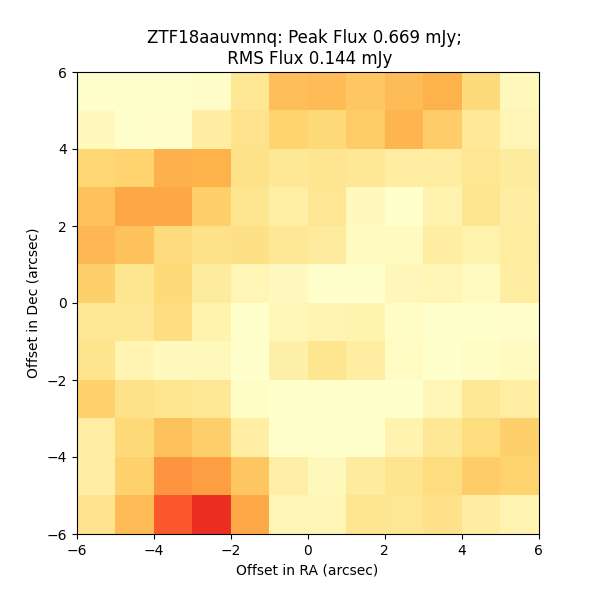 ZTF18aauvmnq: Peak Flux 0.669 mJy;
RMS Flux 0.144 mJy
6
4
2
0
−2
−4
−6
Offset in Dec (arcsec)
−6 −4 −2 0 2 4 6
Offset in RA (arcsec)